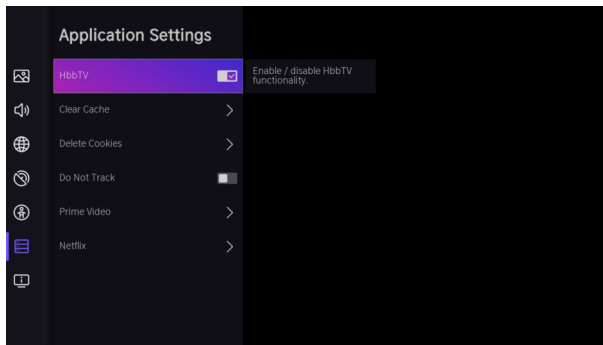 Application Settings
HbbTV
Enable / disable HbbTV
functionality.
Clear Cache
Delete Cookies
Do Not Track
Prime Video
Netflix